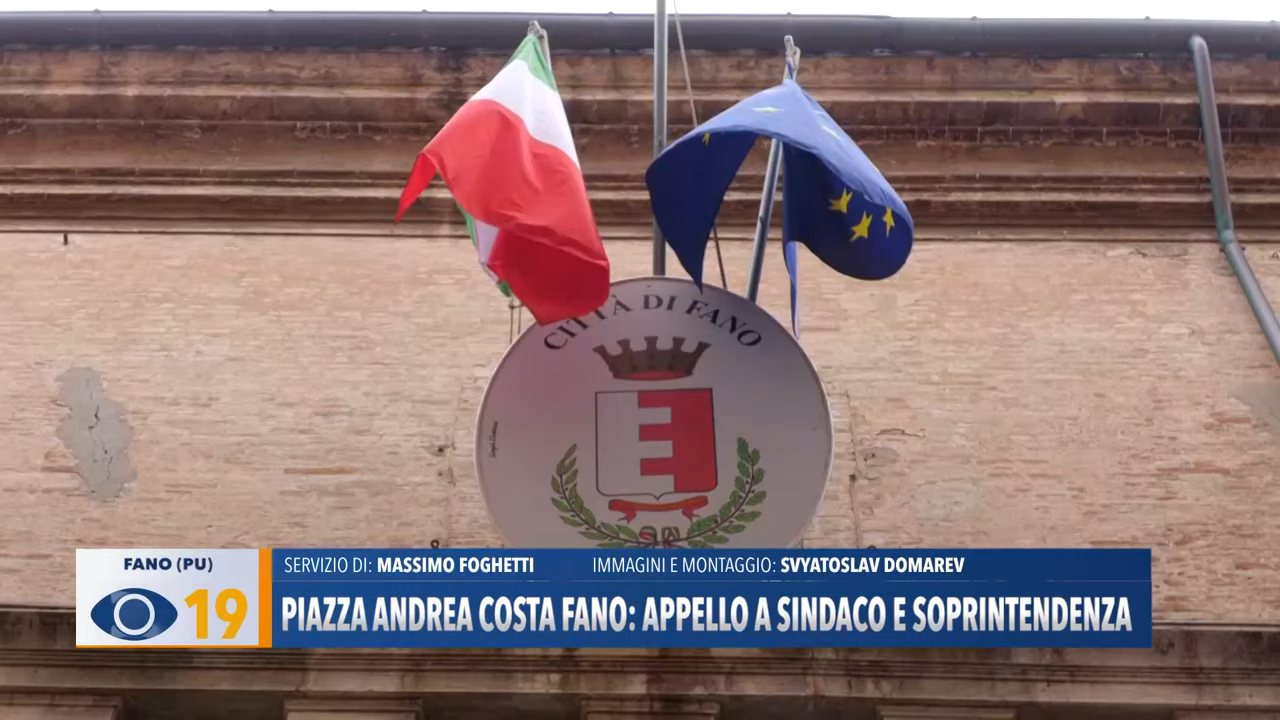 CITTÀ DI FANO
FANO (PU)
19
SERVIZIO DI: MASSIMO FOGHETTI IMMAGINI E MONTAGGIO: SVYATOSLAV DOMAREV
PIAZZA ANDREA COSTA FANO: APPELLO A SINDACO E SOPRINTENDENZA